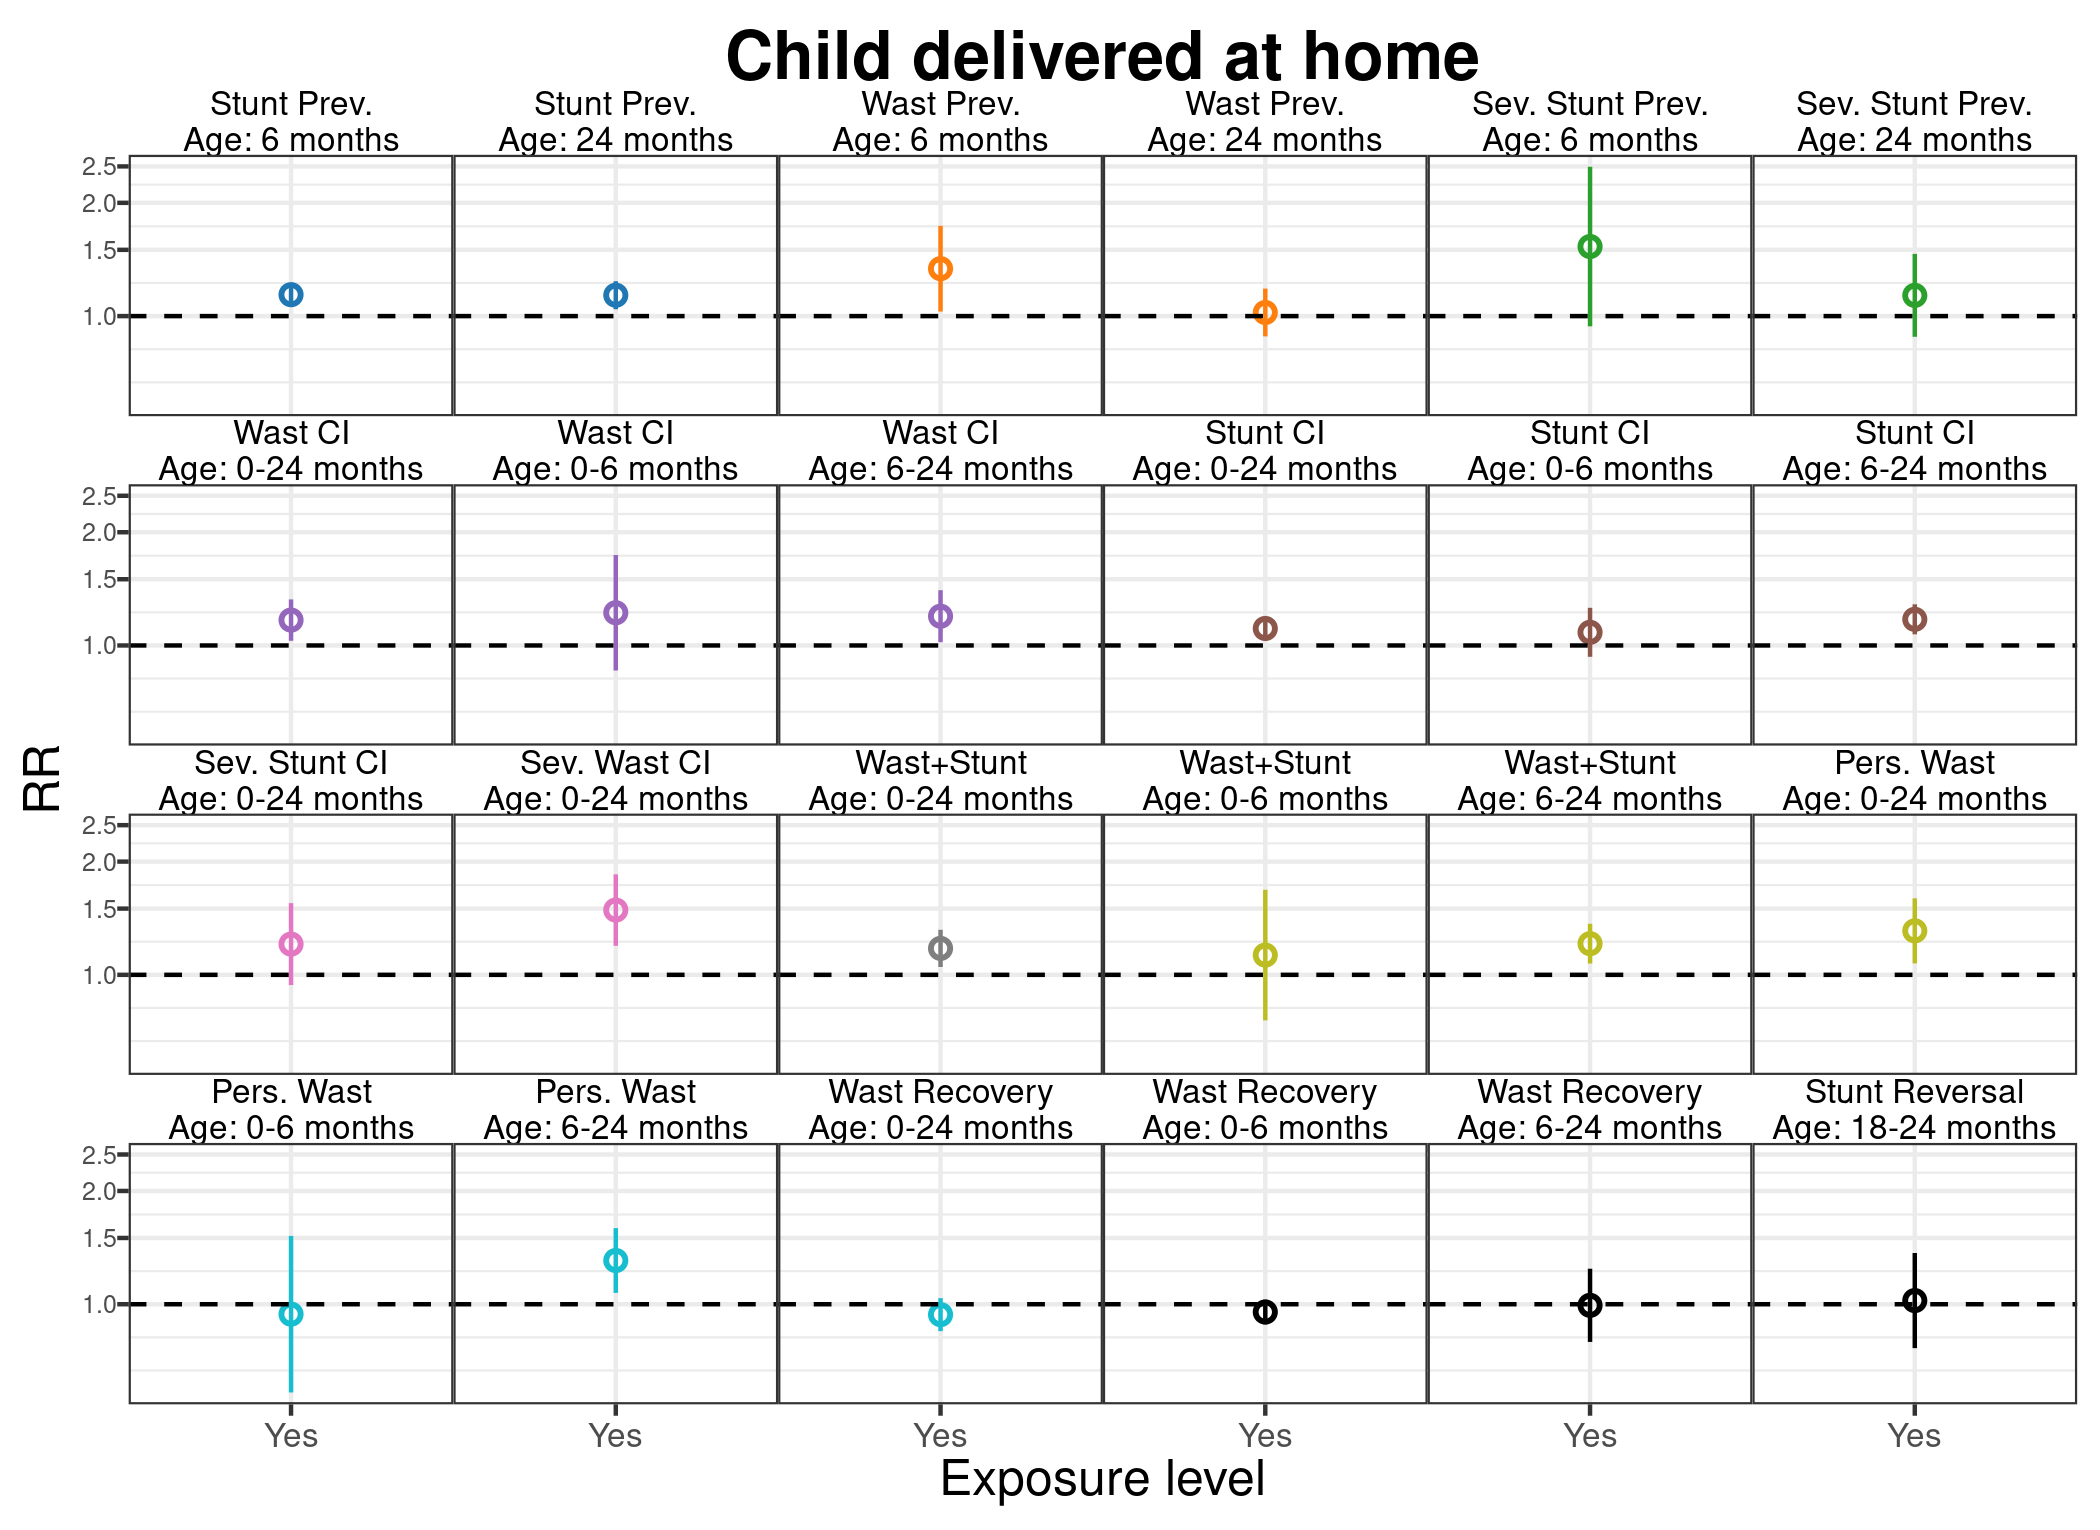 Child delivered at home
Stunt Prev. Stunt Prev. Wast Prev. Wast Prev. Sev. Stunt Prev. Sev. Stunt Prev.
Age: 6 months Age: 24 months Age: 6 months Age: 24 months Age: 6 months Age: 24 months
2.5
2.0
1.5
1.0
Wast CI Wast CI Wast CI Stunt CI Stunt CI Stunt CI
Age: 0-24 months Age: 0-6 months Age: 6-24 months Age: 0-24 months Age: 0-6 months Age: 6-24 months
2.5
2.0
1.5
1.0
RR
Sev. Stunt CI Sev. Wast CI Wast+Stunt Wast+Stunt Wast+Stunt Pers. Wast
Age: 0-24 months Age: 0-24 months Age: 0-24 months Age: 0-6 months Age: 6-24 months Age: 0-24 months
2.5
2.0
1.5
1.0
Pers. Wast Pers. Wast Wast Recovery Wast Recovery Wast Recovery Stunt Reversal
Age: 0-6 months Age: 6-24 months Age: 0-24 months Age: 0-6 months Age: 6-24 months Age: 18-24 months
2.5
2.0
1.5
1.0
Yes Yes Yes Yes Yes Yes
Exposure level